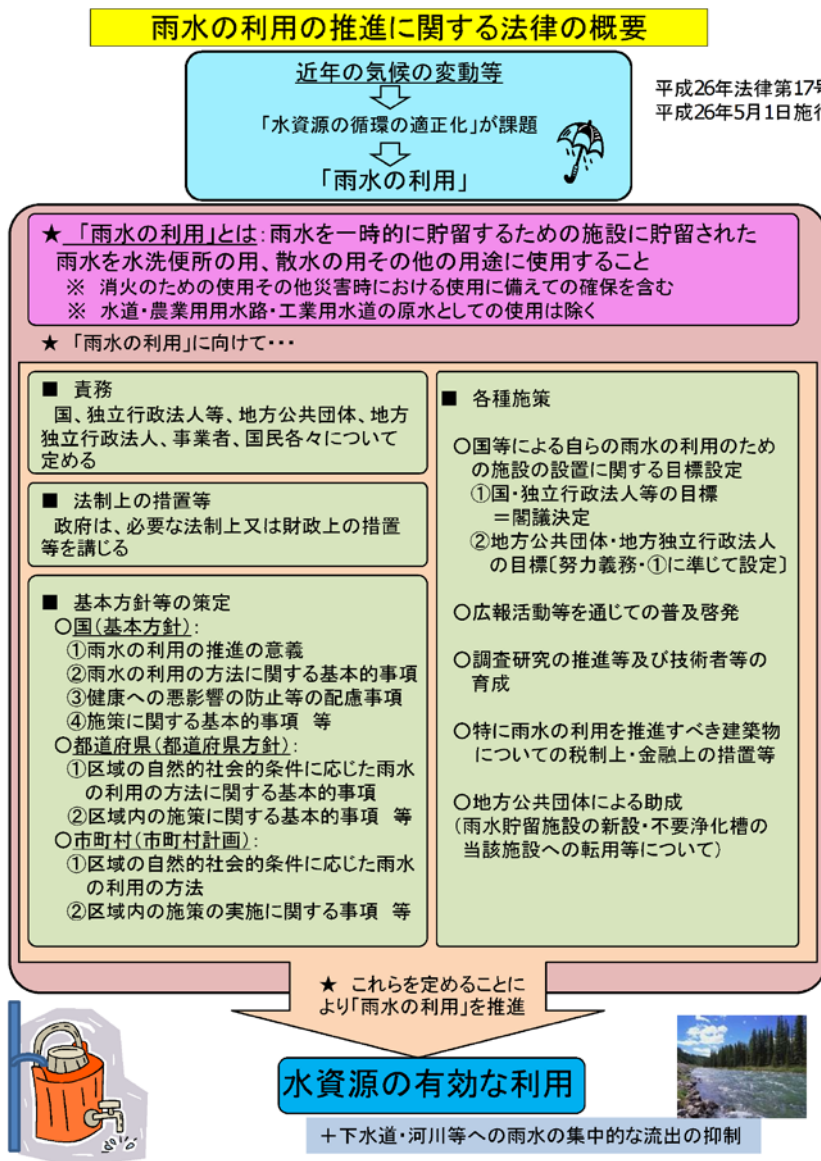 雨水の利用の推進に関する法律の概要
近年の気候の変動等
「水資源の循環の適正化」が課題
「雨水の利用」
平成26年法律第17号
平成26年5月1日施行
★「雨水の利用」とは：雨水を一時的に貯留するための施設に貯留された
雨水を水洗便所の用、散水の用その他の用途に使用すること
※ 消火のための使用その他災害時における使用に備えての確保を含む
※ 水道・農業用用水路・工業用水道の原水としての使用は除く
★ 「雨水の利用」に向けて・・・
■ 責務
国、独立行政法人等、地方公共団体、地方
独立行政法人、事業者、国民各々について
定める
■ 法制上の措置等
政府は、必要な法制上又は財政上の措置
等を講じる
■ 基本方針等の策定
○国（基本方針）：
①雨水の利用の推進の意義
②雨水の利用の方法に関する基本的事項
③健康への悪影響の防止等の配慮事項
④施策に関する基本的事項 等
○都道府県（都道府県方針）：
①区域の自然的社会的条件に応じた雨水
の利用の方法に関する基本的事項
②区域内の施策に関する基本的事項 等
○市町村（市町村計画）：
①区域の自然的社会的条件に応じた雨水
の利用の方法
②区域内の施策の実施に関する事項 等
■ 各種施策
○国等による自らの雨水の利用のため
の施設の設置に関する目標設定
①国・独立行政法人等の目標
＝閣議決定
②地方公共団体・地方独立行政法人
の目標〔努力義務・①に準じて設定〕
○広報活動等を通じての普及啓発
○調査研究の推進等及び技術者等の
育成
○特に雨水の利用を推進すべき建築物
についての税制上・金融上の措置等
○地方公共団体による助成
（雨水貯留施設の新設・不要浄化槽の
当該施設への転用等について）
★ これらを定めることに
より「雨水の利用」を推進
水資源の有効な利用
＋下水道・河川等への雨水の集中的な流出の抑制